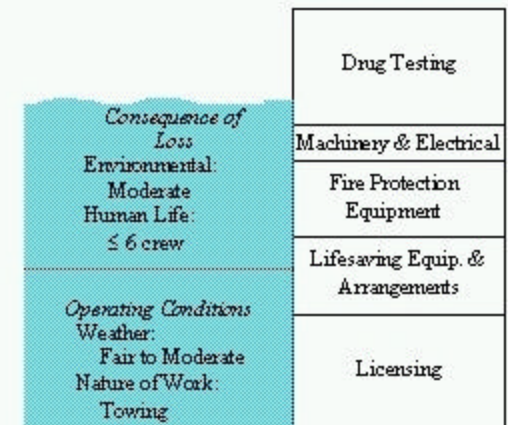 Consequence of
Loss
Environmental:
Moderate
Human Life:
≤ 6 crew
Operating Conditions
Weather:
Fair to Moderate
Nature of Work:
Towing
Drug Testing
Machinery & Electrical
Fire Protection
Equipment
Lifesaving Equip. &
Arrangements
Licensing